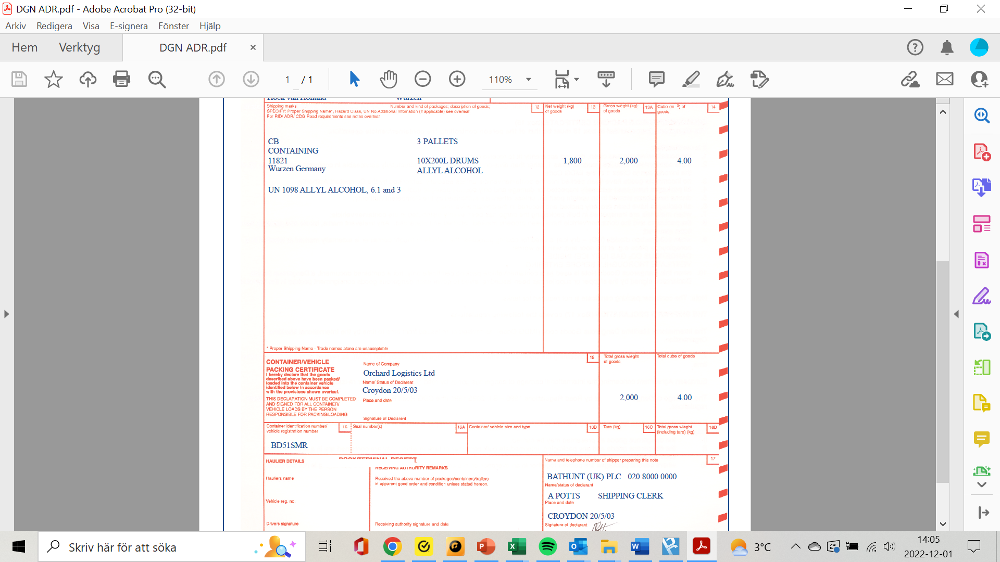 DGN ADR.pdf - Adobe Acrobat Pro (32-bit)
Arkiv Redigera Visa E-signera Fönster Hjälp
Hem Verktyg DGN ADR.pdf
1 / 1 110%
Hoek van Holland Wurzen
Shipping marks Number and kind of packages; description of goods; 12 Net weight (kg) 13 Gross wieght (kg) 13A Cube (m 3) of 14
SPECIFY: Proper Shipping Name*, Hazard Class, UN No.Additional Infomation (if applicable) see overleaf of goods of goods goods
For RID/ ADR/ CDG Road requirements see notes overleaf
CB 3 PALLETS
CONTAINING
11821 10X200L DRUMS 1,800 2,000 4.00
Wurzen Germany ALLYL ALCOHOL
UN 1098 ALLYL ALCOHOL, 6.1 and 3
* Proper Shipping Name - Trade names alone are unacceptable
CONTAINER/VEHICLE
PACKING CERTIFICATE
I hereby declare that the goods
described above have been packed/
loaded into the container vehicle
identified below in accordance
with the provisions shown overleaf.
THIS DECLARATION MUST BE COMPLETED
AND SIGNED FOR ALL CONTAINER/
VEHICLE LOADS BY THE PERSON
RESPONSIBLE FOR PACKING/LOADING
Name of Company
Orchard Logistics Ltd
Name/ Status of Declarent
Croydon 20/5/03
Place and date
Signature of Declarent
15
Total gross wieght
of goods
2,000
Total cube of goods
4.00
Container identification number/ 16 Seal number(s) 16A Container/ vehicle size and type 16B Tare (kg) 16C Total gross wieght 16D
vehicle registration number (including tare) (kg)
BD51SMR
HAULIER DETAILS
Hauliers name
Vehicle reg. no.
Drivers signature
DOCK/TERMINAL RECIEPT
RECEIVING AUTHORITY REMARKS
Received the above number of packages/containers/trailers
in apparent good order and condition unless stated hereon.
Receiving authority signature and date
Name and telephone number of shipper preparing this note 17
BATHUNT (UK) PLC 020 8000 0000
Name/status of declarant
A POTTS SHIPPING CLERK
Place and date
CROYDON 20/5/03
Signature of declarant
Skriv här för att söka
3°C
14:05
2022-12-01